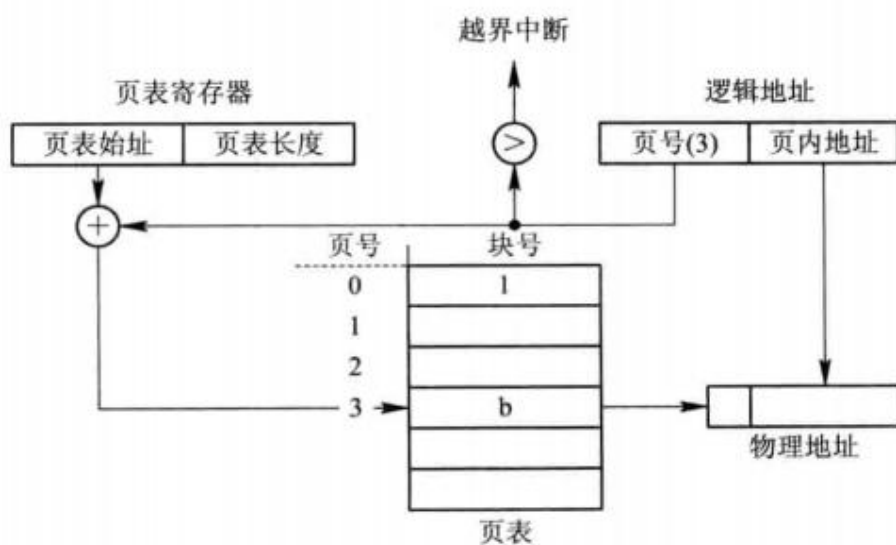 越界中断
页表寄存器
逻辑地址
页表始址 页表长度
>
页号(3) 页内地址
+
页号 块号
0 1
1
2
3 b
物理地址
页表